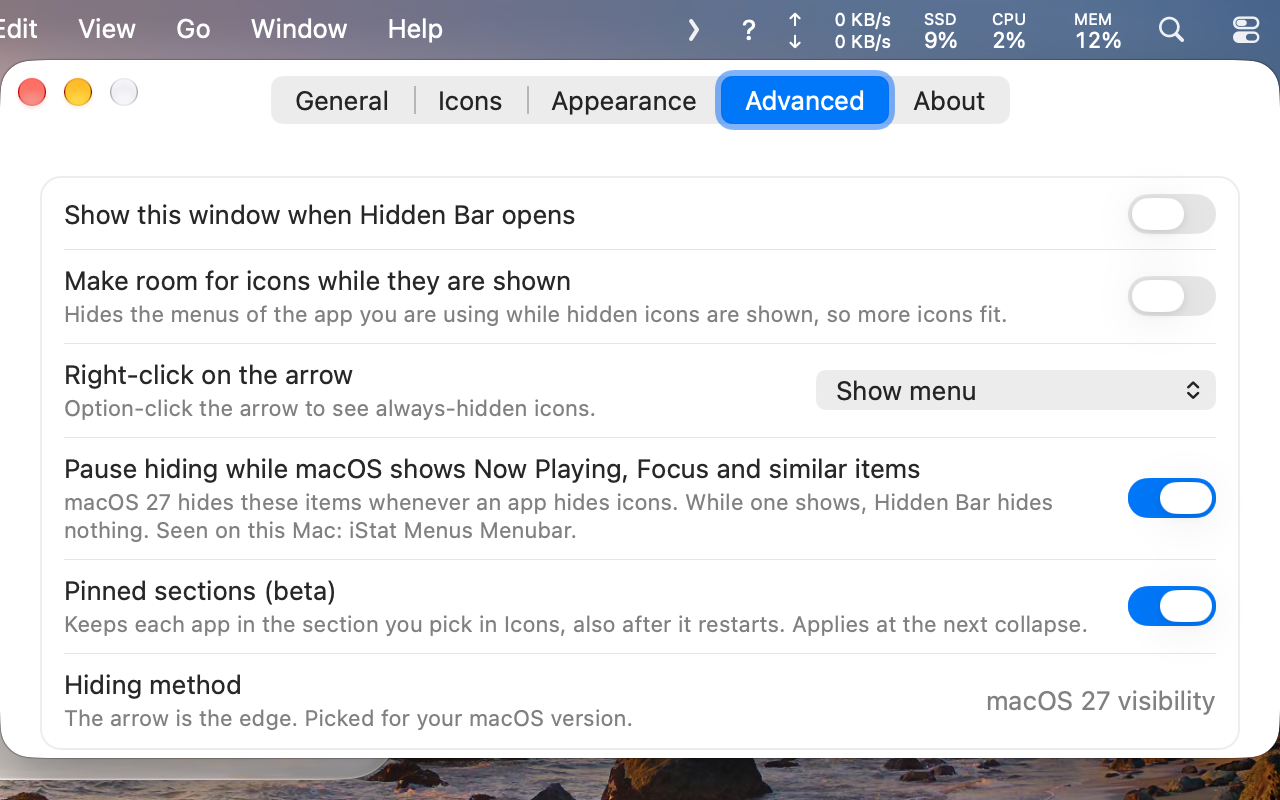 Edit View Go Window Help ❯ ? ↑ 0 KB/s SSD CPU MEM
↓ 0 KB/s 9% 2% 12%
General Icons Appearance Advanced About
Show this window when Hidden Bar opens
Make room for icons while they are shown
Hides the menus of the app you are using while hidden icons are shown, so more icons fit.
Right-click on the arrow
Show menu
Option-click the arrow to see always-hidden icons.
Pause hiding while macOS shows Now Playing, Focus and similar items
macOS 27 hides these items whenever an app hides icons. While one shows, Hidden Bar hides
nothing. Seen on this Mac: iStat Menus Menubar.
Pinned sections (beta)
Keeps each app in the section you pick in Icons, also after it restarts. Applies at the next collapse.
Hiding method
macOS 27 visibility
The arrow is the edge. Picked for your macOS version.